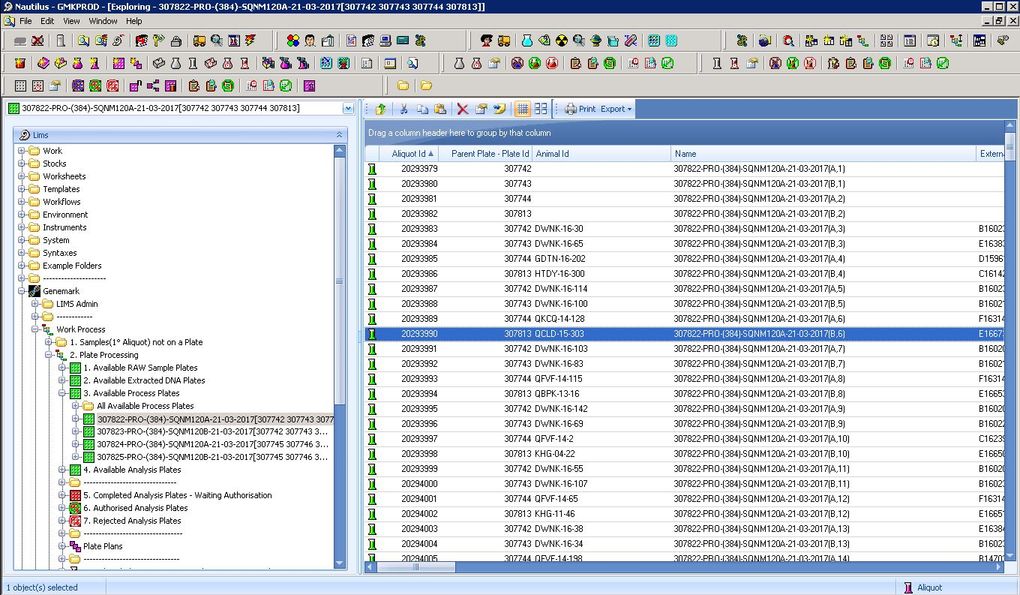 Nautilus - GMKPROD - [Exploring - 307822-PRO-(384)-SQNM120A-21-03-2017[307742 307743 307744 307813]]
File Edit View Window Help
307822-PRO-(384)-SQNM120A-21-03-2017[307742 307743 307744 307813]
Print Export
Lims
Work
Stocks
Worksheets
Templates
Workflows
Environment
Instruments
System
Syntaxes
Example Folders
---------------------
Genemark
LIMS Admin
------------
Work Process
1. Samples(1° Aliquot) not on a Plate
2. Plate Processing
1. Available RAW Sample Plates
2. Available Extracted DNA Plates
3. Available Process Plates
All Available Process Plates
307822-PRO-(384)-SQNM120A-21-03-2017[307742 307743 3077
307823-PRO-(384)-SQNM120B-21-03-2017[307742 307743 3...
307824-PRO-(384)-SQNM120A-21-03-2017[307745 307746 3...
307825-PRO-(384)-SQNM120B-21-03-2017[307745 307746 3...
4. Available Analysis Plates
------------------------------
5. Completed Analysis Plates - Waiting Authorisation
6. Authorised Analysis Plates
7. Rejected Analysis Plates
--------------------------------
Plate Plans
-------------------------------
Drag a column header here to group by that column
Aliquot Id Parent Plate - Plate Id Animal Id Name Extern
20293979 307742 307822-PRO-(384)-SQNM120A-21-03-2017(A,1)
20293980 307743 307822-PRO-(384)-SQNM120A-21-03-2017(B,1)
20293981 307744 307822-PRO-(384)-SQNM120A-21-03-2017(A,2)
20293982 307813 307822-PRO-(384)-SQNM120A-21-03-2017(B,2)
20293983 307742 DWNK-16-30 307822-PRO-(384)-SQNM120A-21-03-2017(A,3) B1602
20293984 307743 DWNK-16-65 307822-PRO-(384)-SQNM120A-21-03-2017(B,3) E1638
20293985 307744 GDTN-16-202 307822-PRO-(384)-SQNM120A-21-03-2017(A,4) D1596
20293986 307813 HTDY-16-300 307822-PRO-(384)-SQNM120A-21-03-2017(B,4) C1614
20293987 307742 DWNK-16-114 307822-PRO-(384)-SQNM120A-21-03-2017(A,5) B1602
20293988 307743 DWNK-16-100 307822-PRO-(384)-SQNM120A-21-03-2017(B,5) B1602
20293989 307744 QKCQ-14-128 307822-PRO-(384)-SQNM120A-21-03-2017(A,6) F1631
20293990 307813 QCLD-15-303 307822-PRO-(384)-SQNM120A-21-03-2017(B,6) E1667
20293991 307742 DWNK-16-103 307822-PRO-(384)-SQNM120A-21-03-2017(A,7) B1602
20293992 307743 DWNK-16-83 307822-PRO-(384)-SQNM120A-21-03-2017(B,7) B1602
20293993 307744 QFVF-14-115 307822-PRO-(384)-SQNM120A-21-03-2017(A,8) F1631
20293994 307813 QBPK-13-16 307822-PRO-(384)-SQNM120A-21-03-2017(B,8) E1665
20293995 307742 DWNK-16-142 307822-PRO-(384)-SQNM120A-21-03-2017(A,9) B1602
20293996 307743 DWNK-16-69 307822-PRO-(384)-SQNM120A-21-03-2017(B,9) B1602
20293997 307744 QFVF-14-2 307822-PRO-(384)-SQNM120A-21-03-2017(A,10) C1623
20293998 307813 KHG-04-22 307822-PRO-(384)-SQNM120A-21-03-2017(B,10) E1665
20293999 307742 DWNK-16-55 307822-PRO-(384)-SQNM120A-21-03-2017(A,11) B1602
20294000 307743 DWNK-16-107 307822-PRO-(384)-SQNM120A-21-03-2017(B,11) B1602
20294001 307744 QFVF-14-65 307822-PRO-(384)-SQNM120A-21-03-2017(A,12) F1631
20294002 307813 KHG-11-46 307822-PRO-(384)-SQNM120A-21-03-2017(B,12) E1665
20294003 307742 DWNK-16-38 307822-PRO-(384)-SQNM120A-21-03-2017(A,13) E1638
20294004 307743 DWNK-16-34 307822-PRO-(384)-SQNM120A-21-03-2017(B,13) B1602
20294005 307744 QFVF-14-198 307822-PRO-(384)-SQNM120A-21-03-2017(A,14) B1470
1 object(s) selected
Aliquot